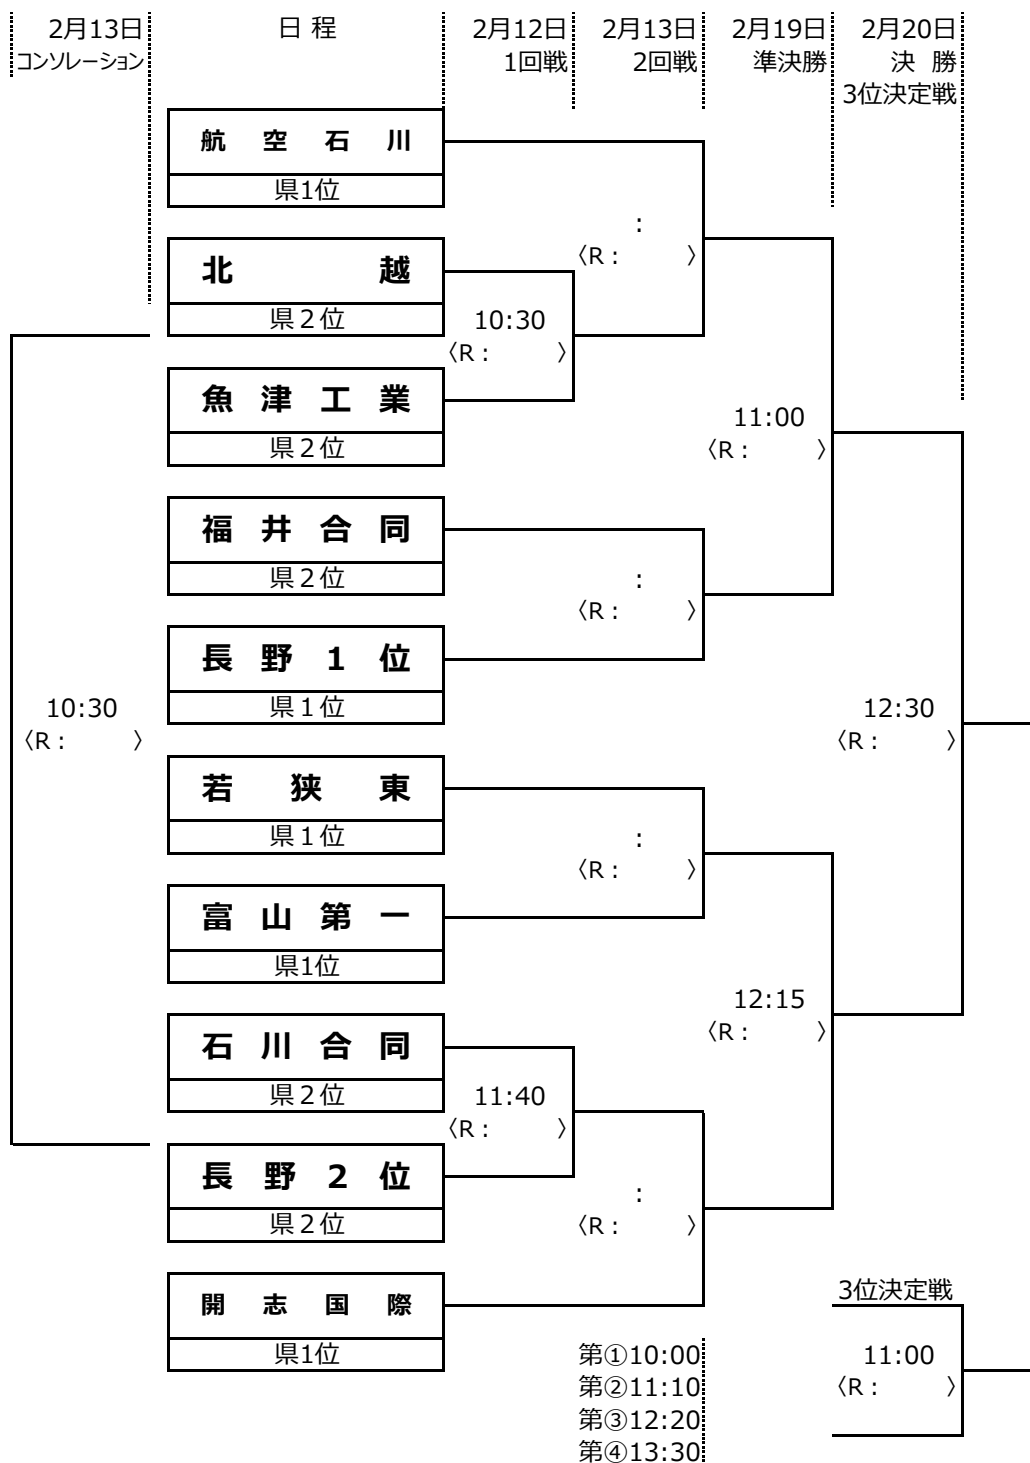 2月13日
コンソレーション
日 程
2月12日
1回戦
2月13日
2回戦
2月19日
準決勝
2月20日
決 勝
3位決定戦
航 空 石 川
県1位
:
〈R: 〉
北 越
県２位
10:30
〈R: 〉
魚 津 工 業
県２位
11:00
〈R: 〉
福 井 合 同
県２位
:
〈R: 〉
長 野 1 位
県１位
10:30
〈R: 〉
12:30
〈R: 〉
若 狭 東
県１位
:
〈R: 〉
富 山 第 一
県1位
12:15
〈R: 〉
石 川 合 同
県２位
11:40
〈R: 〉
長 野 2 位
県２位
:
〈R: 〉
開 志 国 際
県1位
3位決定戦
11:00
〈R: 〉
第①10:00
第②11:10
第③12:20
第④13:30